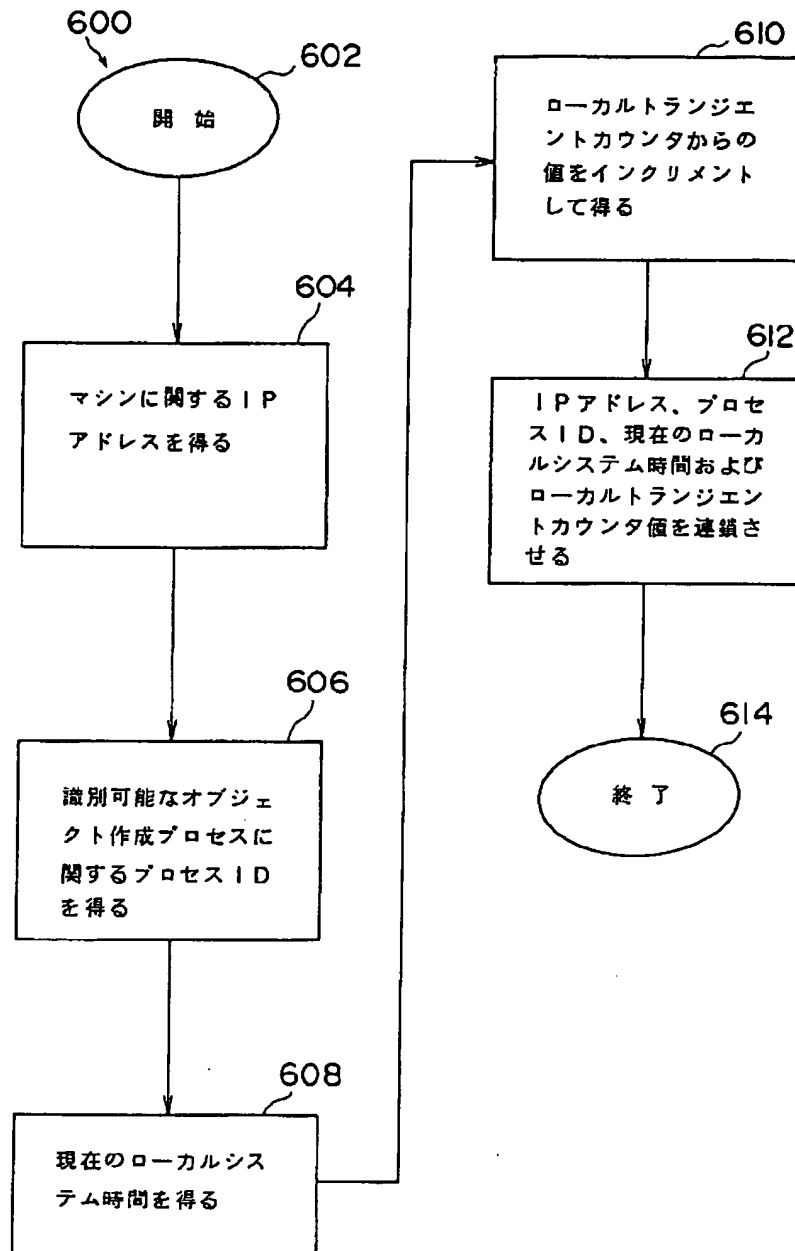 600
602
開始
604
マシンに関するIP
アドレスを得る
606
識別可能なオブジェ
クト作成プロセスに
関するプロセスID
を得る
608
現在のローカルシス
テム時間を得る
610
ローカルトランジエ
ントカウンタからの
値をインクリメント
して得る
612
IPアドレス、プロセ
スID、現在のローカ
ルシステム時間および
ローカルトランジエン
トカウンタ値を連鎖さ
せる
614
終了